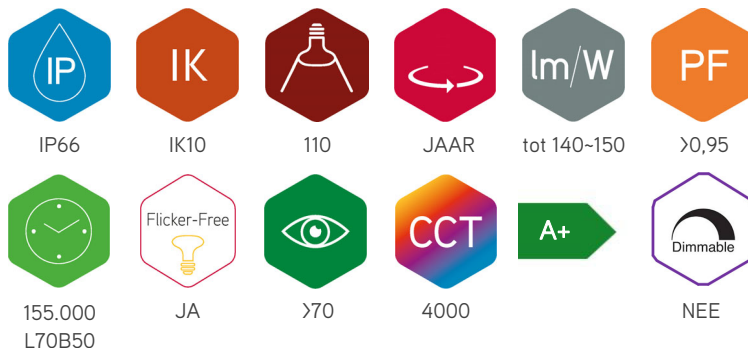 IP
IK
lm/W
PF
IP66
IK10
110
JAAR
tot 140~150
>0,95
Flicker-Free
CCT
A+
Dimmable
155.000
L70B50
JA
>70
4000
NEE